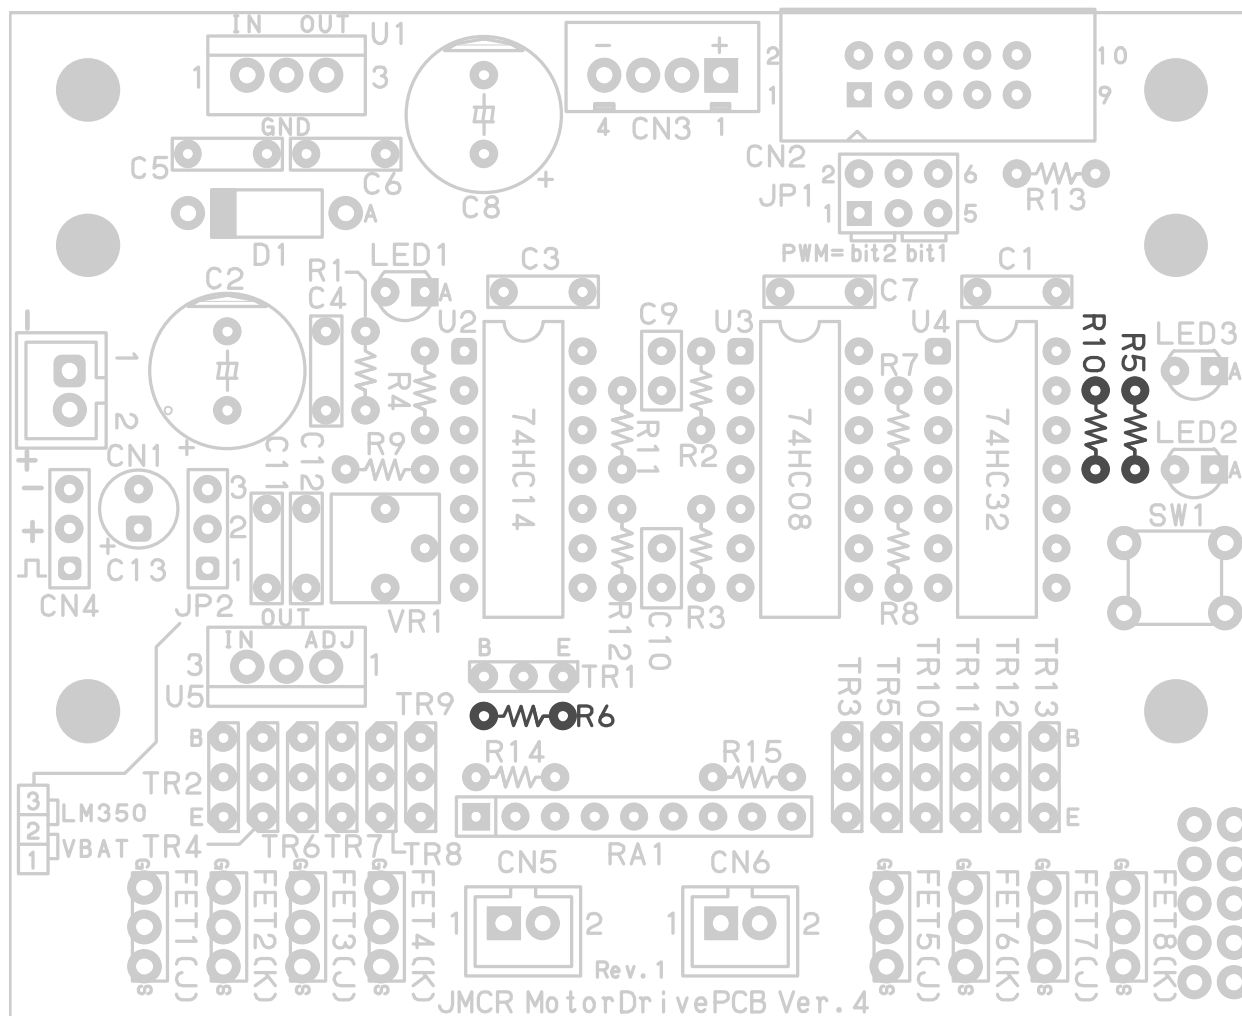 IN OUT
U1
1 3
GND
C5
C6
C8
- +
4 CN3 1
2 10
1 9
CN2
JP1
2 6
1 5
PWM= bit2 bit1
R13
D1
A
LED1
A
R1
C2
C4
C3
C7
C1
U2
C9
U3
U4
R10
R5
LED3
A
LED2
A
-
1
2
+
CN1
+
+
R4
R9
74HC14
R11
R2
74HC08
R7
74HC32
SW1
C11
C12
-
+
CN4
+
C13
3
2
1
JP2
VR1
R12
C10
R3
R8
OUT
IN ADJ
3 1
U5
B E
TR1
R6
TR9
TR3
TR5
TR10
TR11
TR12
TR13
B
E
B
TR2
E
R14
R15
3 LM350
2
1 VBAT
TR4
TR6
TR7
TR8
RA1
CN5
CN6
1 2
1 2
G
S
FET1(J)
G
S
FET2(K)
G
S
FET3(J)
G
S
FET4(K)
G
S
FET5(J)
G
S
FET6(K)
G
S
FET7(J)
G
S
FET8(K)
Rev.1
JMCR MotorDrivePCB Ver.4